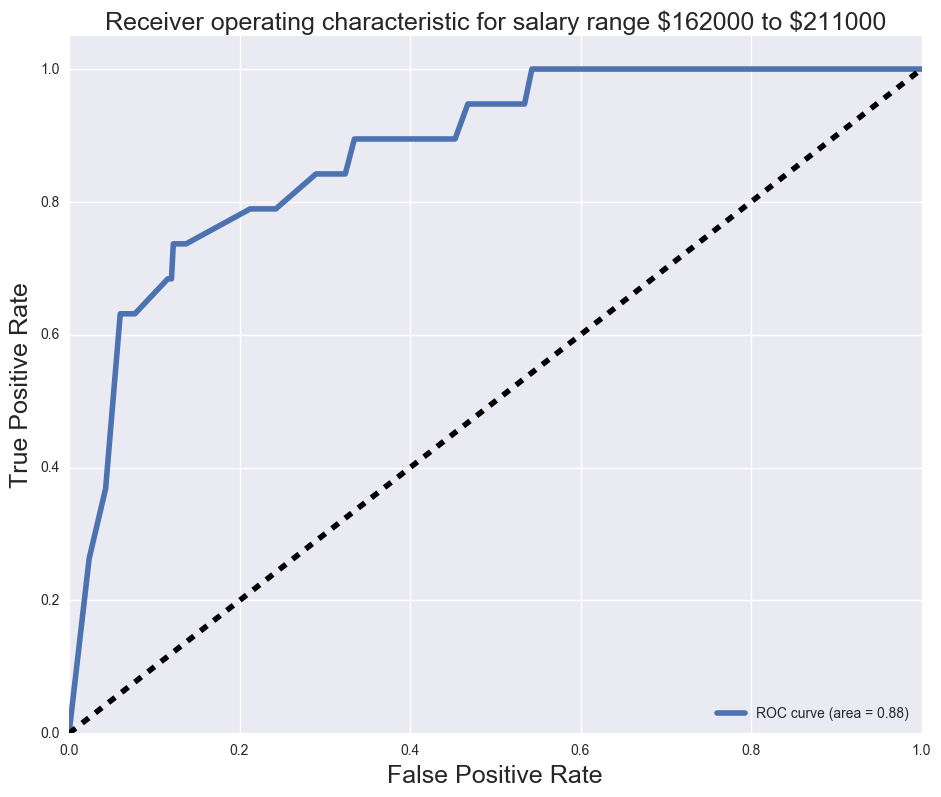 Receiver operating characteristic for salary range $162000 to $211000
True Positive Rate
1.0
0.8
0.6
0.4
0.2
0.0
ROC curve (area = 0.88)
0.0 0.2 0.4 0.6 0.8 1.0
False Positive Rate